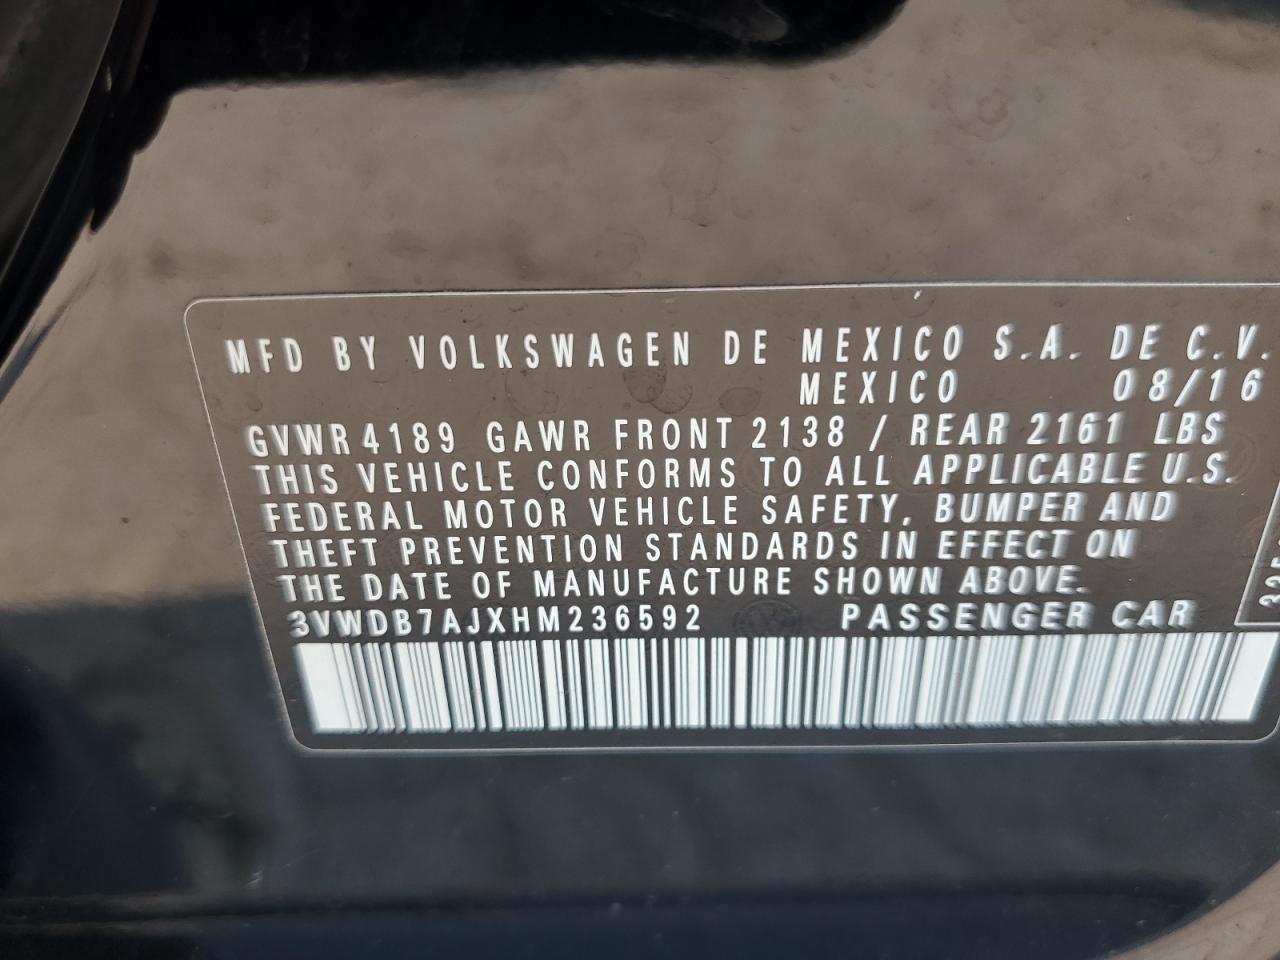 MFD BY VOLKSWAGEN DE MEXICO S.A. DE C.V.
MEXICO 08/16
GVWR 4189 GAWR FRONT 2138 / REAR 2161 LBS
THIS VEHICLE CONFORMS TO ALL APPLICABLE U.S.
FEDERAL MOTOR VEHICLE SAFETY, BUMPER AND
THEFT PREVENTION STANDARDS IN EFFECT ON
THE DATE OF MANUFACTURE SHOWN ABOVE.
3VWDB7AJXHM236592 PASSENGER CAR